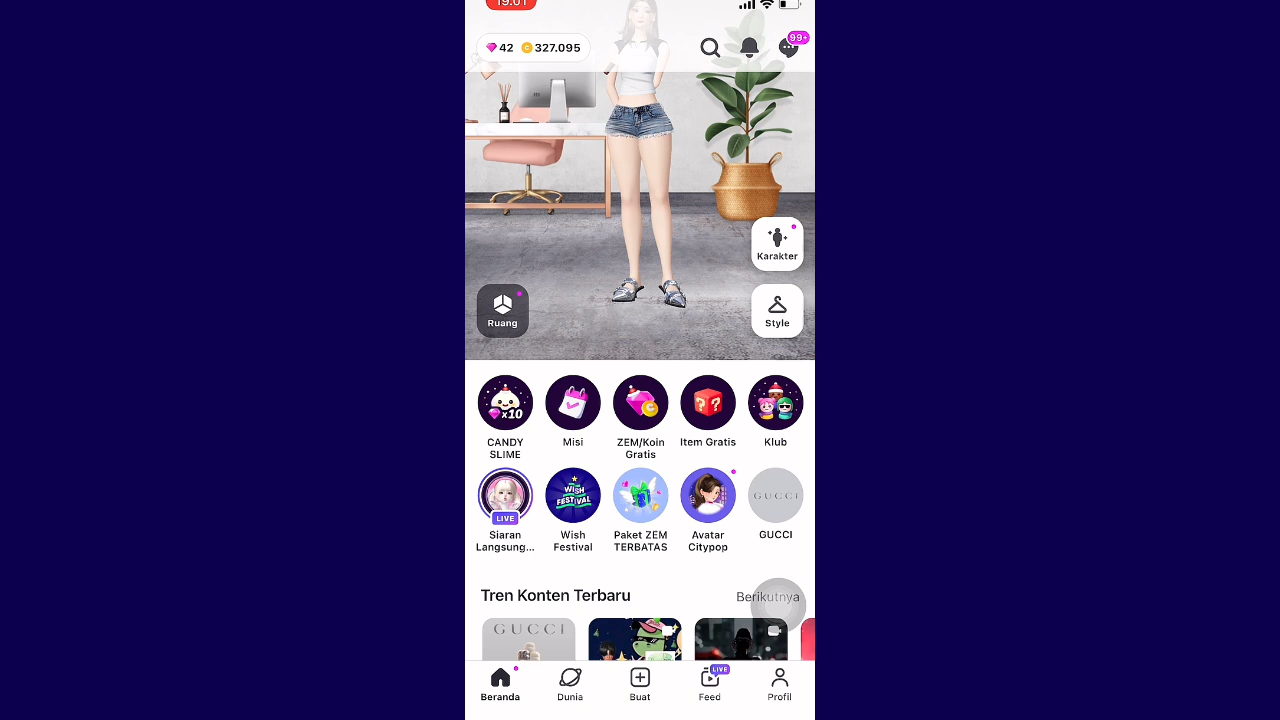 19.01
42 327.095
99+
Karakter
Ruang
Style
x10
CANDY
SLIME
Misi
ZEM/Koin
Gratis
Item Gratis
Klub
LIVE
WISH
FESTIVAL
GUCCI
Siaran
Langsung...
Wish
Festival
Paket ZEM
TERBATAS
Avatar
Citypop
GUCCI
Tren Konten Terbaru
Berikutnya
GUCCI
LIVE
Beranda
Dunia
Buat
Feed
Profil